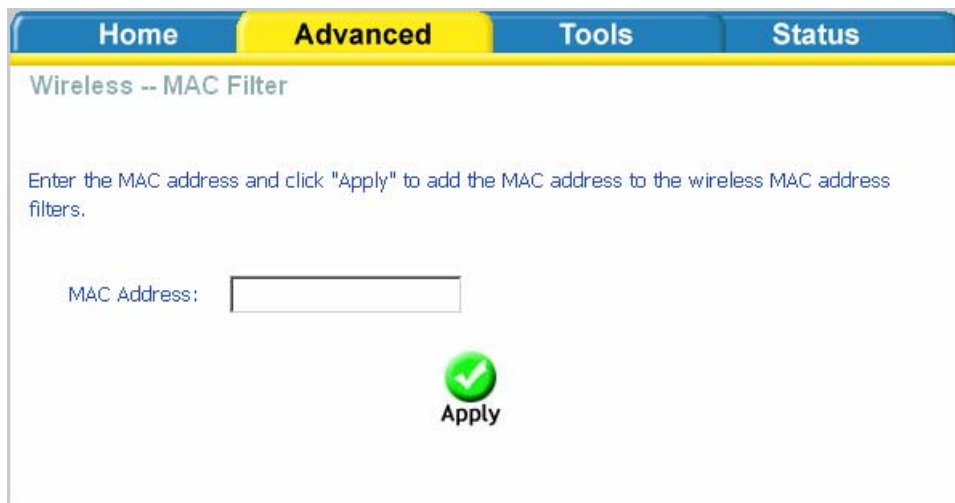 Home Advanced Tools Status
Wireless -- MAC Filter
Enter the MAC address and click "Apply" to add the MAC address to the wireless MAC address
filters.
MAC Address:
Apply